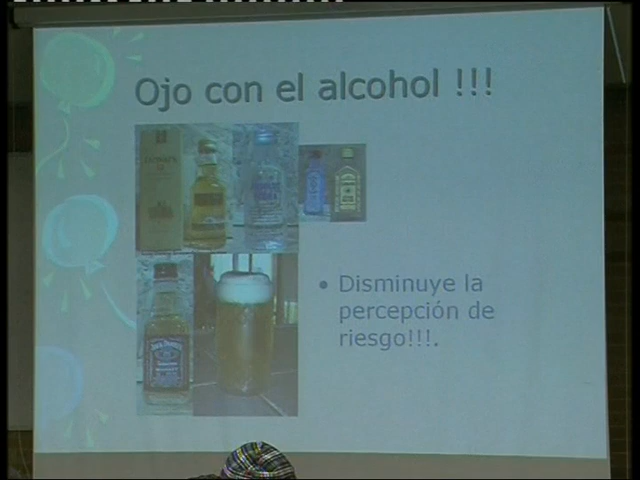 Ojo con el alcohol !!!
• Disminuye la
percepción de
riesgo!!!.